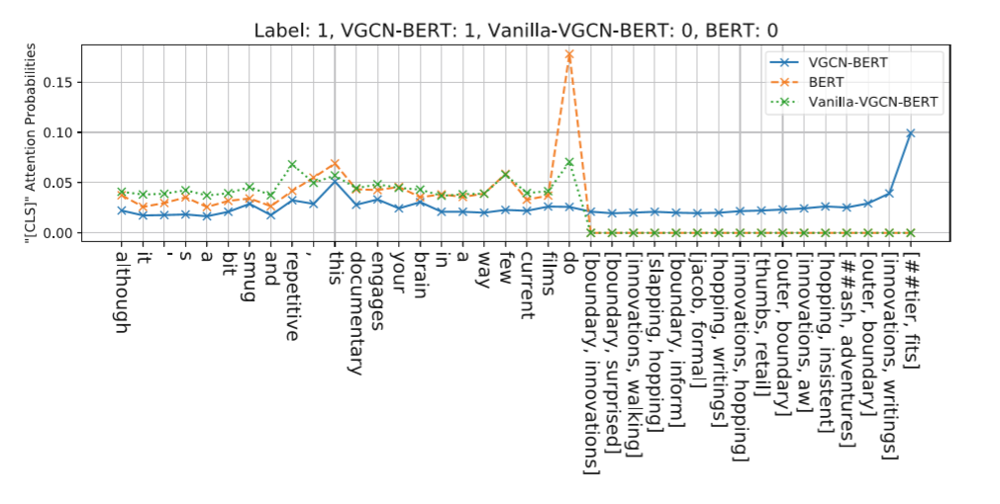 Label: 1, VGCN-BERT: 1, Vanilla-VGCN-BERT: 0, BERT: 0
"[CLS]" Attention Probabilities
0.15
0.10
0.05
0.00
VGCN-BERT
BERT
Vanilla-VGCN-BERT
although
it
'
s
a
bit
smug
and
repetitive
,
this
documentary
engages
your
brain
in
a
way
few
current
films
do
[boundary, innovations]
[boundary, surprised]
[innovations, walking]
[slapping, hopping]
[boundary, inform]
[jacob, formal]
[hopping, writings]
[innovations, hopping]
[thumbs, retail]
[outer, boundary]
[innovations, aw]
[hopping, insistent]
[##ash, adventures]
[outer, boundary]
[innovations, writings]
[##tier, fits]